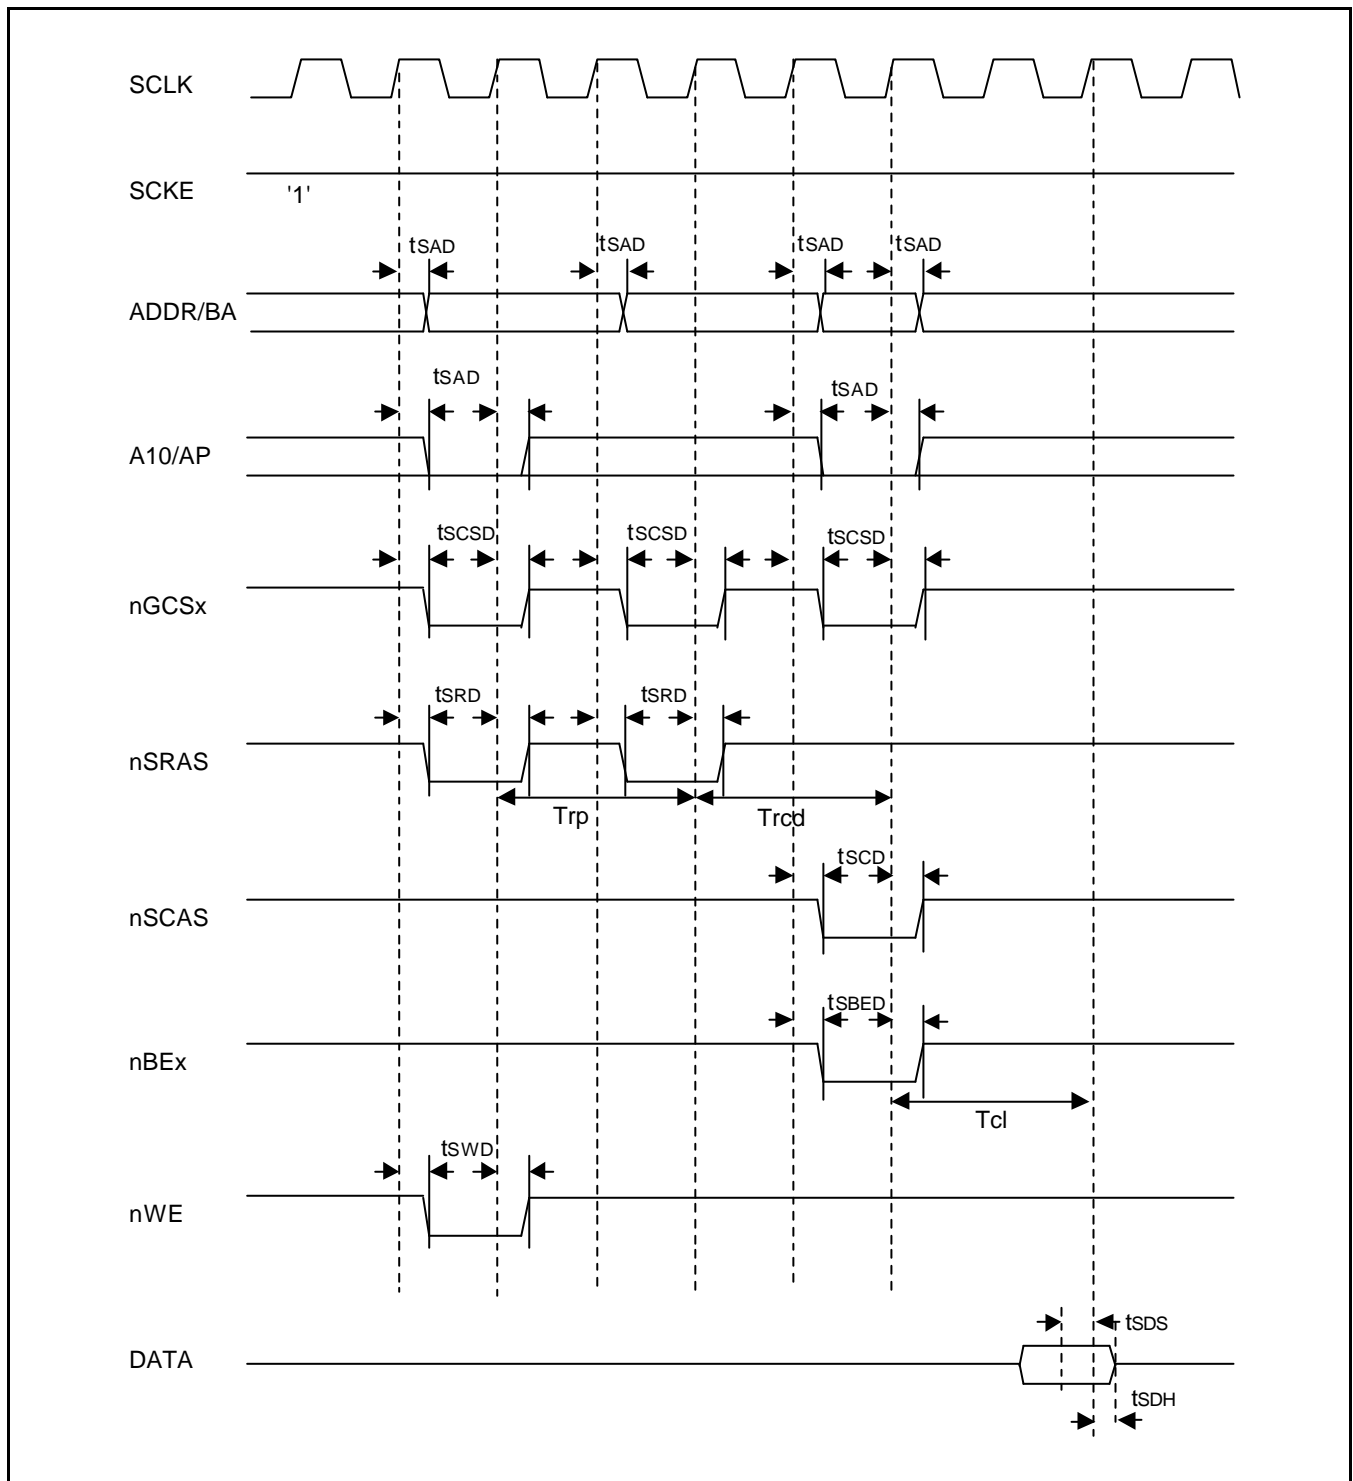 SCLK
SCKE '1'
tSAD tSAD tSAD tSAD
ADDR/BA
tSAD tSAD
A10/AP
tSCSD tSCSD tSCSD
nGCSx
tSRD tSRD
nSRAS
Trp Trcd
tSCD
nSCAS
tSBED
nBEx
Tcl
tSWD
nWE
tSDS
DATA
tSDH